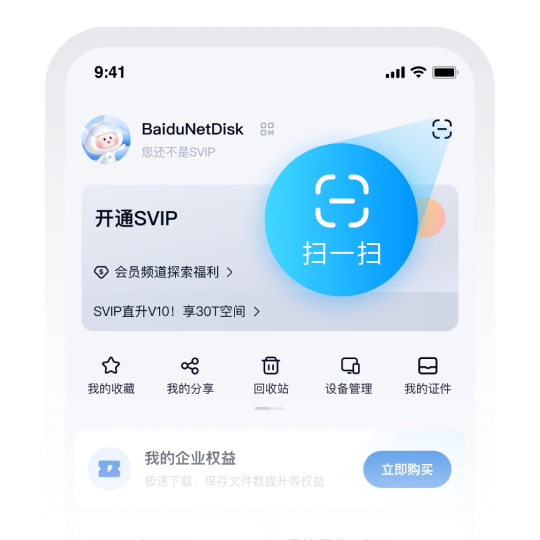 9:41
BaiduNetDisk
您还不是SVIP
开通SVIP
扫一扫
会员频道探索福利
SVIP直升V10！享30T空间
我的收藏 我的分享 回收站 设备管理 我的证件
我的企业权益
极速下载、保存文件数提升等权益
立即购买